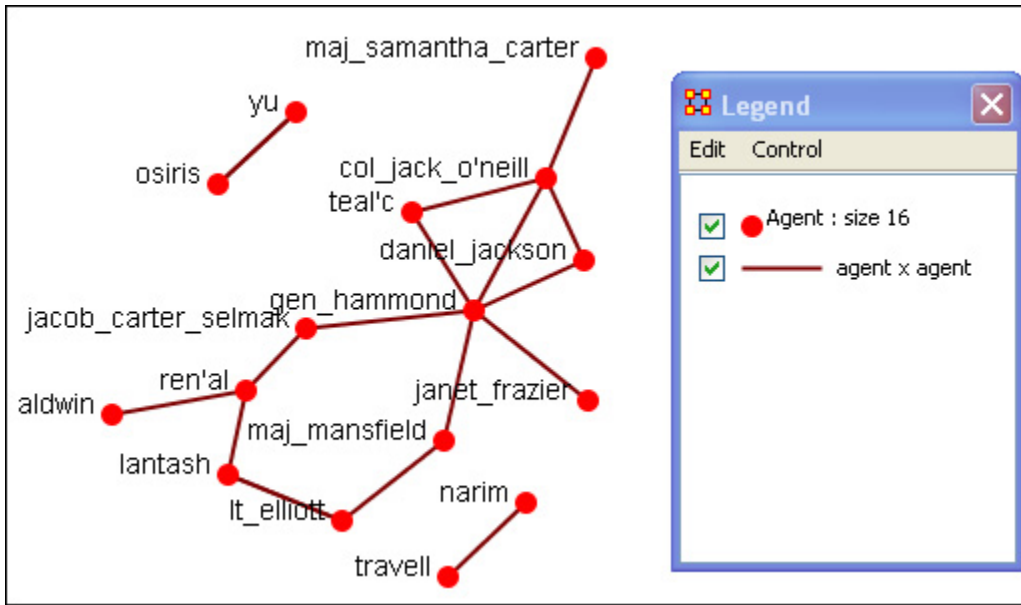 maj_samantha_carter
yu
osiris
col_jack_o'neill
teal'c
daniel_jackson
gen_hammond
jacob_carter_selmak
ren'al
aldwin
janet_frazier
maj_mansfield
lantash
lt_elliott
narim
travell
Legend
Edit Control
Agent : size 16
agent x agent